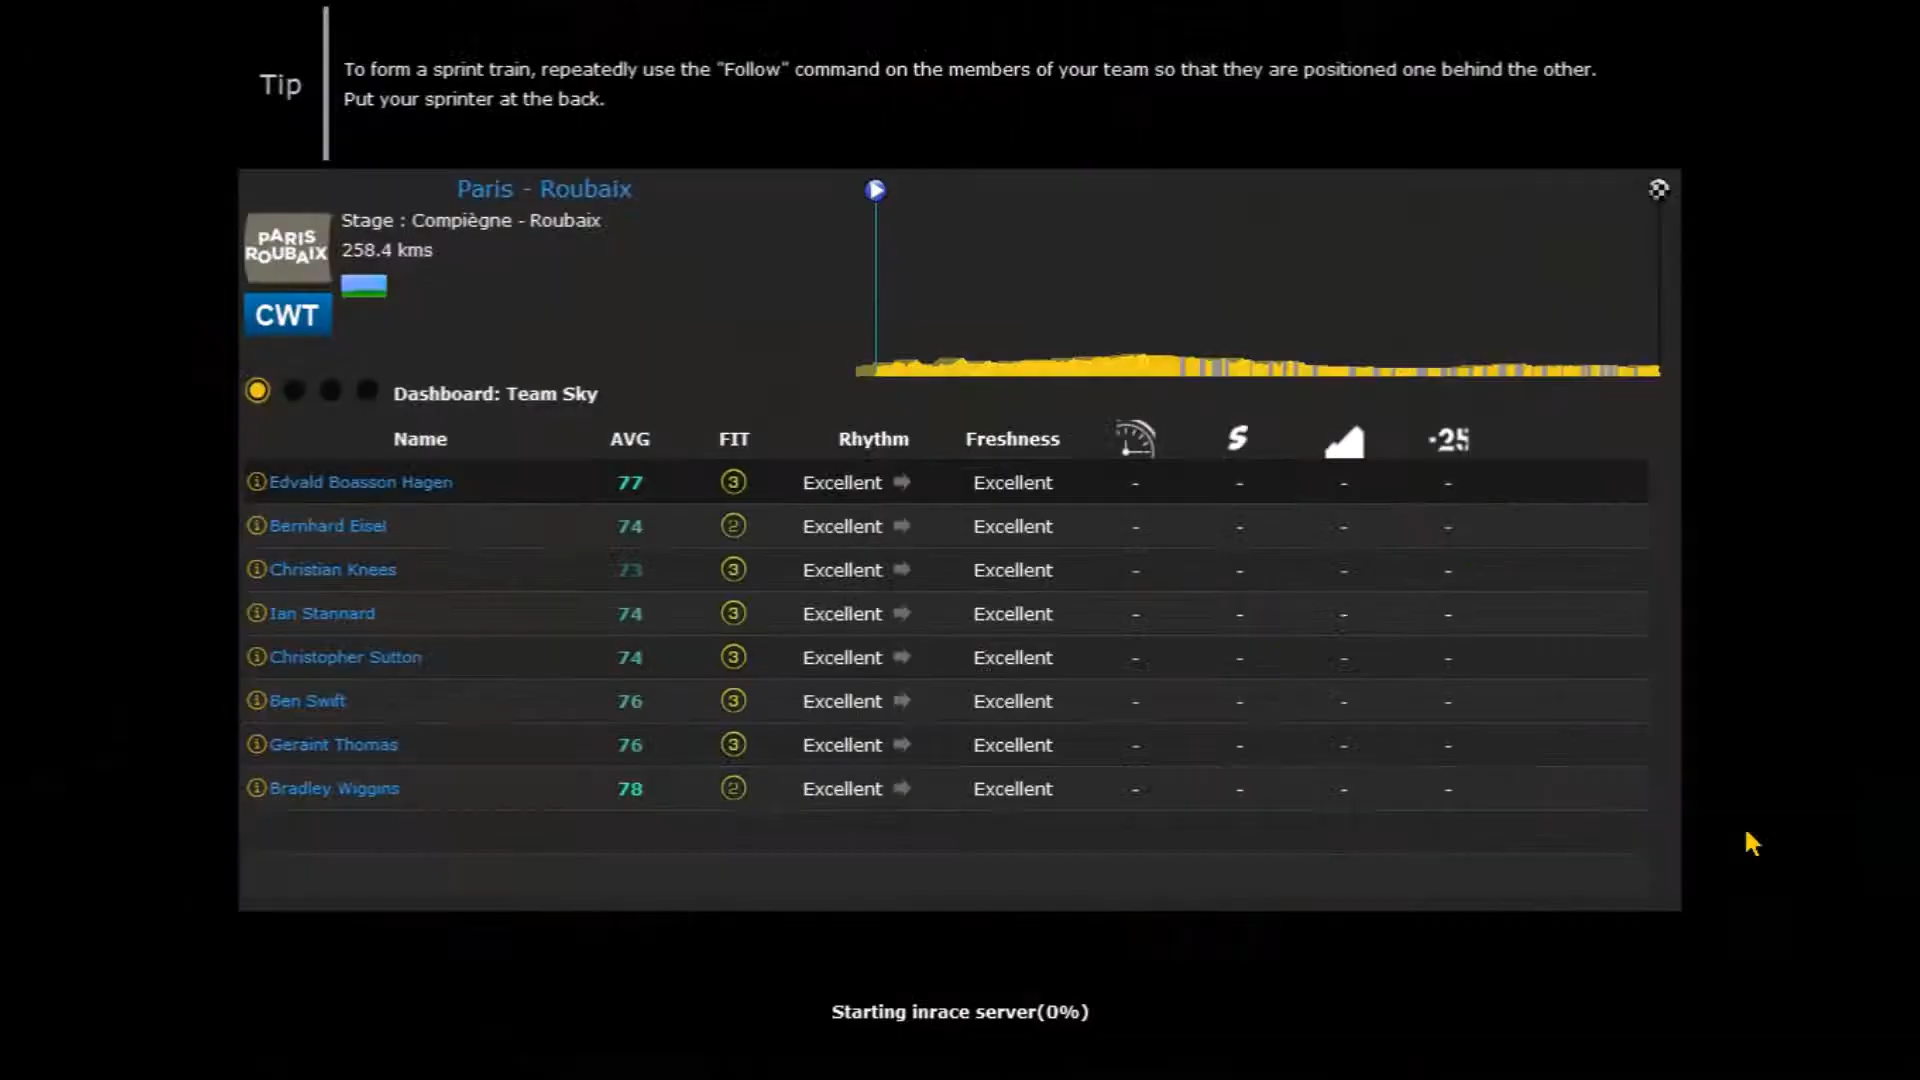 Tip
To form a sprint train, repeatedly use the "Follow" command on the members of your team so that they are positioned one behind the other.
Put your sprinter at the back.
Paris - Roubaix
PARIS
ROUBAIX
Stage : Compiègne - Roubaix
258.4 kms
CWT
Dashboard: Team Sky
Name AVG FIT Rhythm Freshness S -25
Edvald Boasson Hagen 77 3 Excellent Excellent - - - -
Bernhard Eisel 74 2 Excellent Excellent - - - -
Christian Knees 73 3 Excellent Excellent - - - -
Ian Stannard 74 3 Excellent Excellent - - - -
Christopher Sutton 74 3 Excellent Excellent - - - -
Ben Swift 76 3 Excellent Excellent - - - -
Geraint Thomas 76 3 Excellent Excellent - - - -
Bradley Wiggins 78 2 Excellent Excellent - - - -
Starting inrace server(0%)